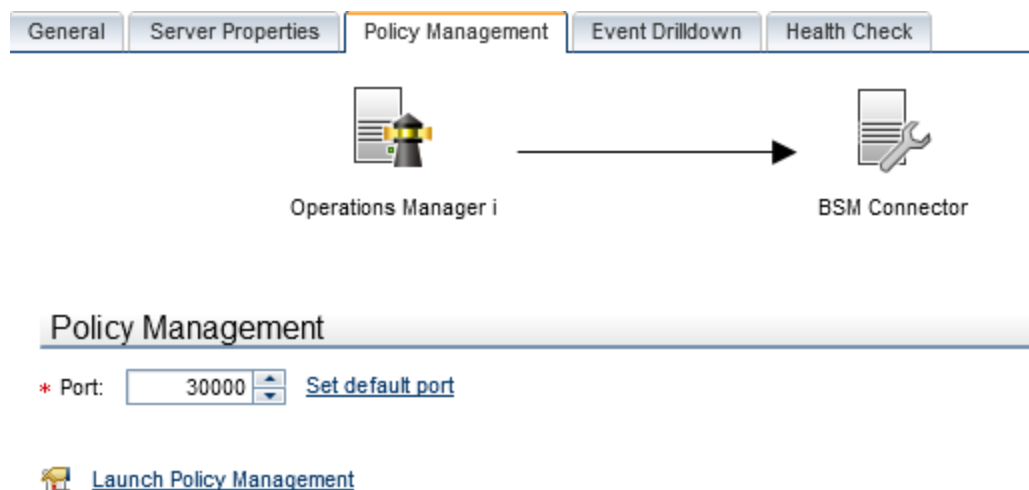 General Server Properties Policy Management Event Drilldown Health Check
Operations Manager i BSM Connector
Policy Management
* Port: 30000 Set default port
Launch Policy Management